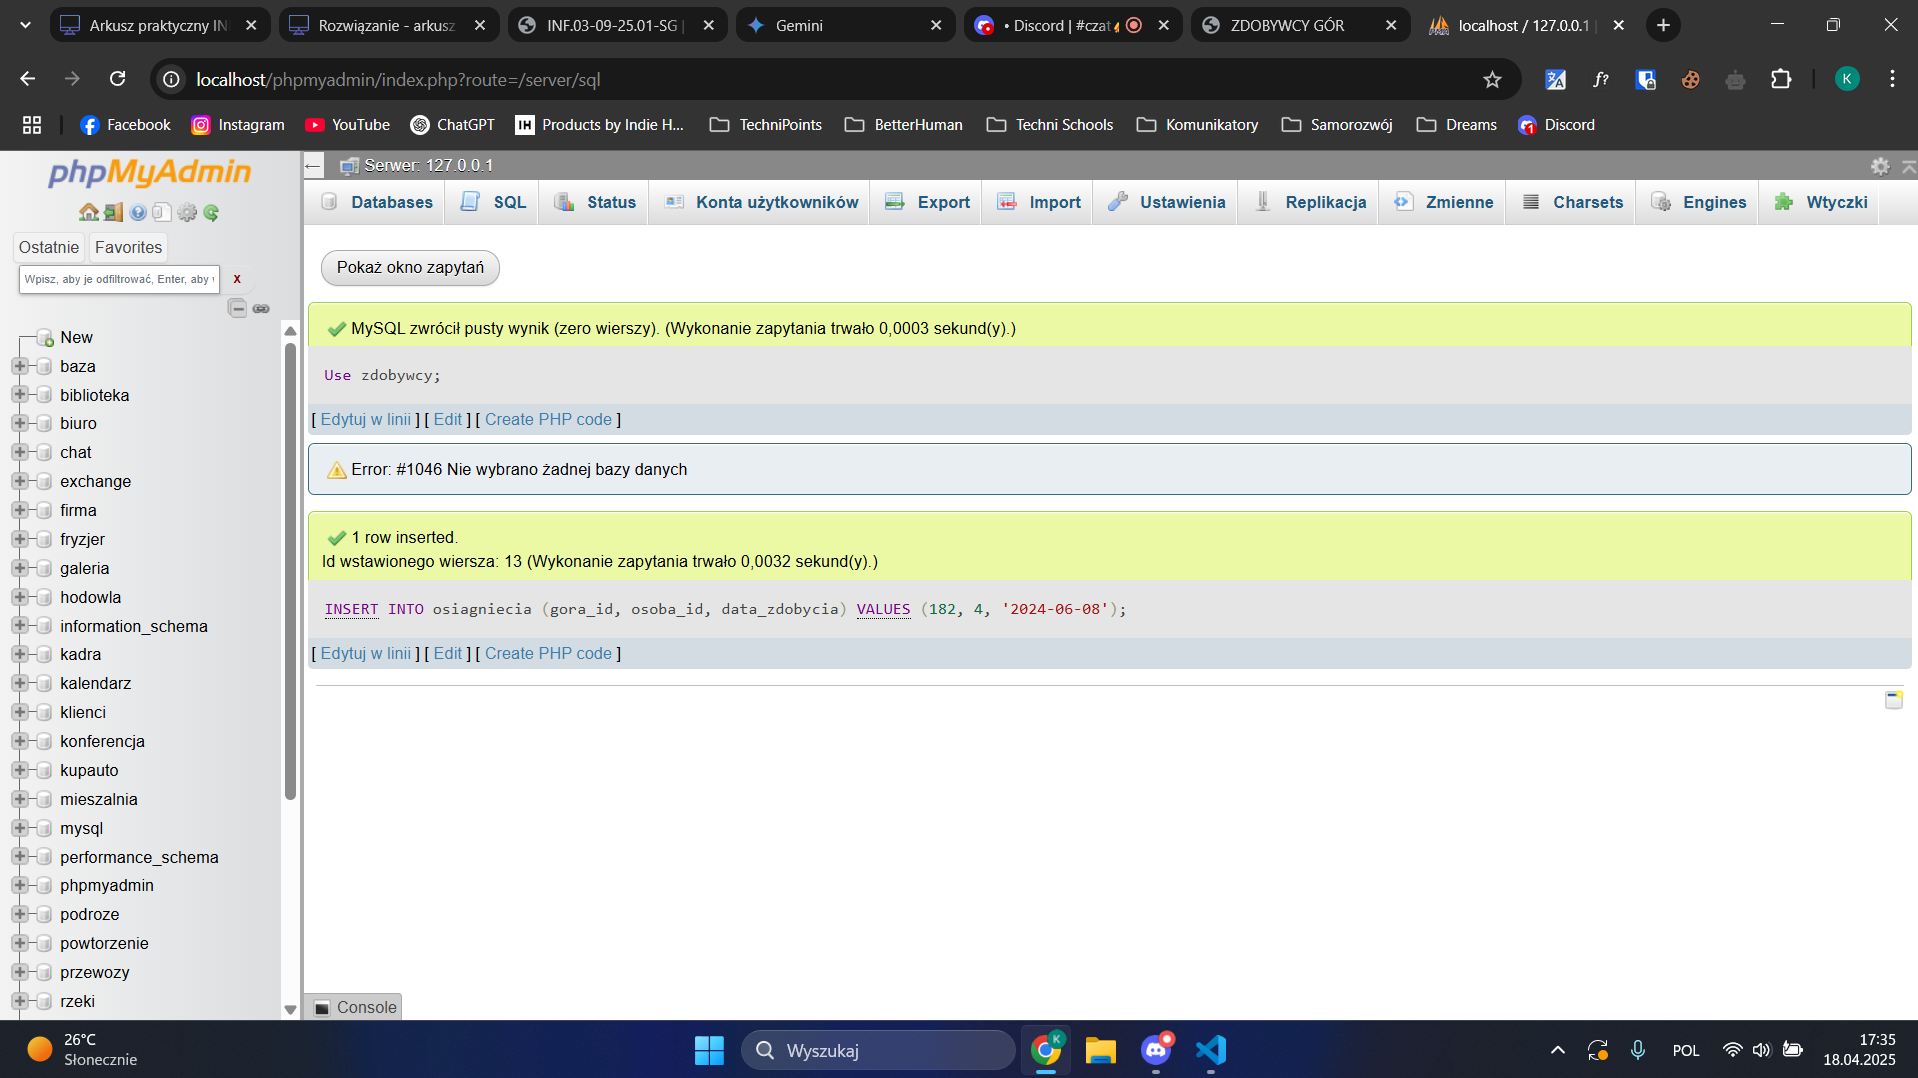 Arkusz praktyczny IN
Rozwiązanie - arkusz
INF.03-09-25.01-SG |
Gemini
• Discord | #czat
ZDOBYWCY GÓR
localhost / 127.0.0.1 |
localhost/phpmyadmin/index.php?route=/server/sql
K
Facebook
Instagram
YouTube
ChatGPT
IH Products by Indie H...
TechniPoints
BetterHuman
Komunikatory
Techni Schools
Samorozwój
Dreams
Discord
phpMyAdmin
Ostatnie
Favorites
Wpisz, aby je odfiltrować, Enter, aby w
X
New
baza
biblioteka
biuro
chat
exchange
firma
fryzjer
galeria
hodowla
information_schema
kadra
kalendarz
klienci
konferencja
kupauto
mieszalnia
mysql
performance_schema
phpmyadmin
podroze
powtorzenie
przewozy
rzeki
Serwer: 127.0.0.1
Databases
SQL
Status
Konta użytkowników
Export
Import
Ustawienia
Replikacja
Zmienne
Charsets
Engines
Wtyczki
Pokaż okno zapytań
MySQL zwrócił pusty wynik (zero wierszy). (Wykonanie zapytania trwało 0,0003 sekund(y).)
Use zdobywcy;
[ Edytuj w linii ] [ Edit ] [ Create PHP code ]
Error: #1046 Nie wybrano żadnej bazy danych
1 row inserted.
Id wstawionego wiersza: 13 (Wykonanie zapytania trwało 0,0032 sekund(y).)
INSERT INTO osiagniecia (gora_id, osoba_id, data_zdobycia) VALUES (182, 4, '2024-06-08');
[ Edytuj w linii ] [ Edit ] [ Create PHP code ]
Console
26°C
Słonecznie
Wyszukaj
K
POL
17:35
18.04.2025